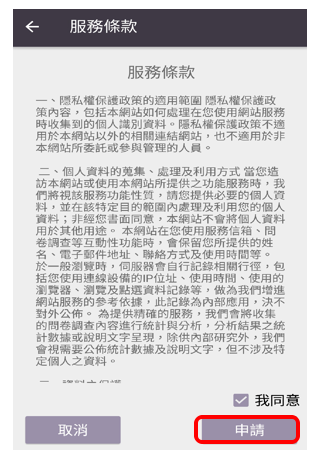 服務條款
服務條款
一、隱私權保護政策的適用範圍 隱私權保護政
策內容，包括本網站如何處理在您使用網站服務
時收集到的個人識別資料。隱私權保護政策不適
用於本網站以外的相關連結網站，也不適用於非
本網站所委託或參與管理的人員。
二、個人資料的蒐集、處理及利用方式 當您造
訪本網站或使用本網站所提供之功能服務時，我
們將視該服務功能性質，請您提供必要的個人資
料，並在該特定目的範圍內處理及利用您的個人
資料；非經您書面同意，本網站不會將個人資料
用於其他用途。 本網站在您使用服務信箱、問
卷調查等互動性功能時，會保留您所提供的姓
名、電子郵件地址、聯絡方式及使用時間等。
於一般瀏覽時，伺服器會自行記錄相關行徑，包
括您使用連線設備的IP位址、使用時間、使用的
瀏覽器、瀏覽及點選資料記錄等，做為我們增進
網站服務的參考依據，此記錄為內部應用，決不
對外公佈。 為提供精確的服務，我們會將收集
的問卷調查內容進行統計與分析，分析結果之統
計數據或說明文字呈現，除供內部研究外，我們
會視需要公佈統計數據及說明文字，但不涉及特
定個人之資料。
我同意
取消
申請